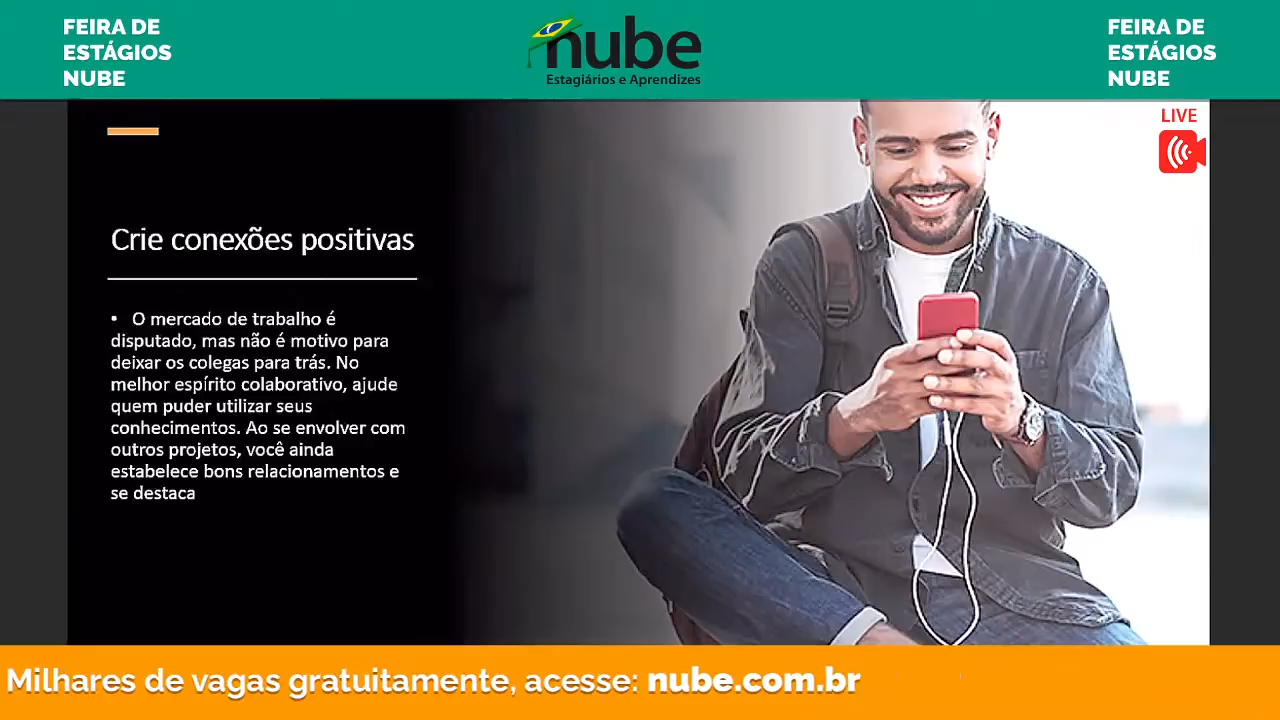 FEIRA DE
ESTÁGIOS
NUBE
nube
Estagiários e Aprendizes
FEIRA DE
ESTÁGIOS
NUBE
LIVE
Crie conexões positivas
• O mercado de trabalho é
disputado, mas não é motivo para
deixar os colegas para trás. No
melhor espírito colaborativo, ajude
quem puder utilizar seus
conhecimentos. Ao se envolver com
outros projetos, você ainda
estabelece bons relacionamentos e
se destaca
Milhares de vagas gratuitamente, acesse: nube.com.br